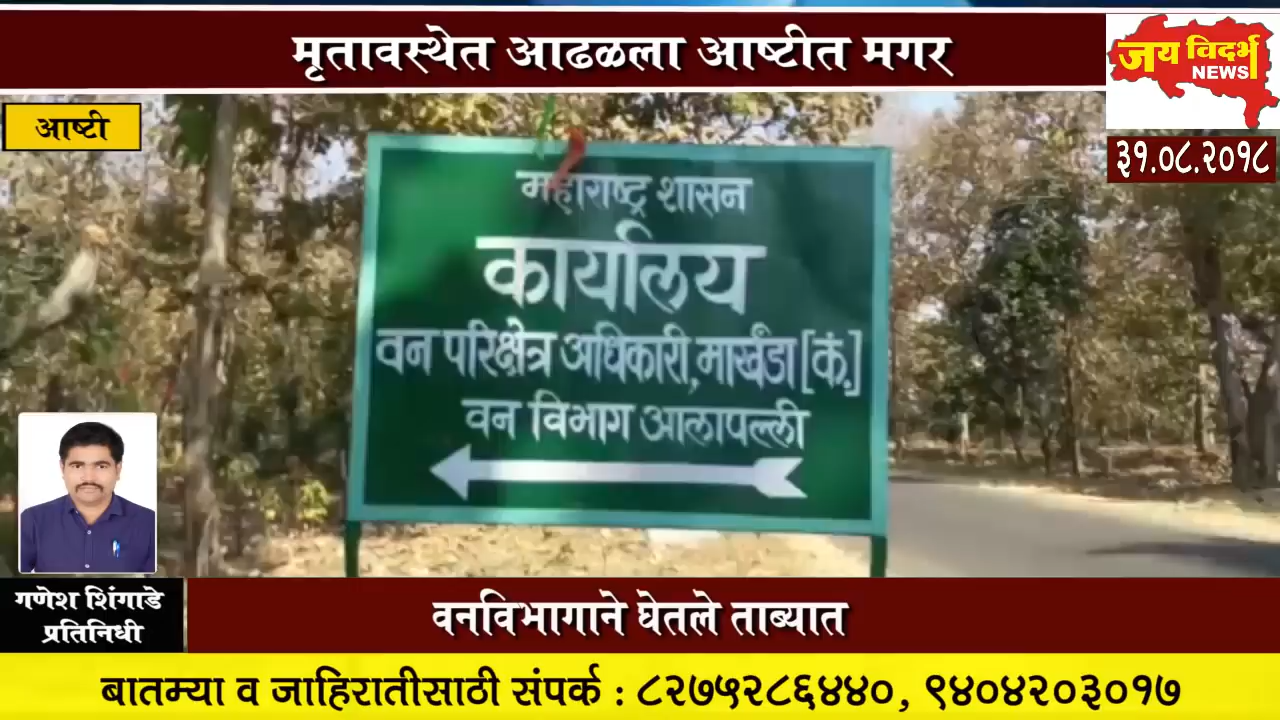 मृतावस्थेत आढळला आष्टीत मगर
जय विदर्भ
NEWS
आष्टी
३१.०८.२०१८
महाराष्ट्र शासन
कार्यालय
वन परिक्षेत्र अधिकारी, मार्खंडा [कं.]
वन विभाग आलापल्ली
गणेश शिंगाडे
प्रतिनिधी
वनविभागाने घेतले ताब्यात
बातम्या व जाहिरातीसाठी संपर्क : ८२७५२८६४४०, ९४०४२०३०१७